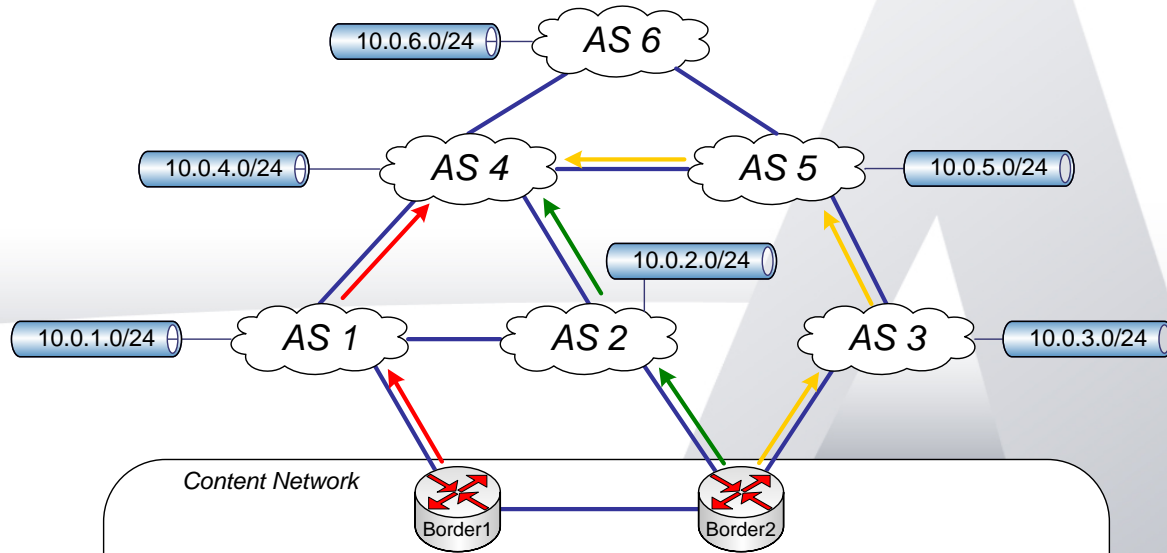 10.0.6.0/24
AS 6
10.0.4.0/24
AS 4
AS 5
10.0.5.0/24
10.0.2.0/24
10.0.1.0/24
AS 1
AS 2
AS 3
10.0.3.0/24
Content Network
Border1
Border2